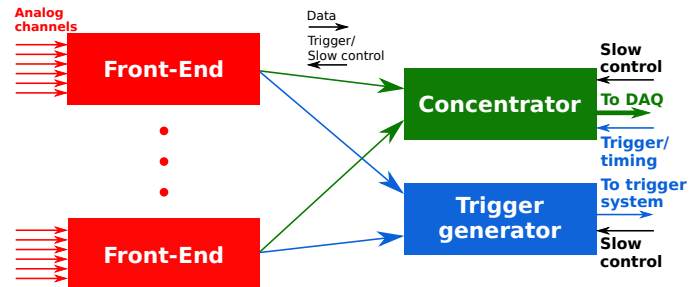 Analog
channels
Data
Trigger/
Slow control
Front-End
Concentrator
Slow
control
To DAQ
Trigger/
timing
To trigger
system
Trigger
generator
Front-End
Slow
control